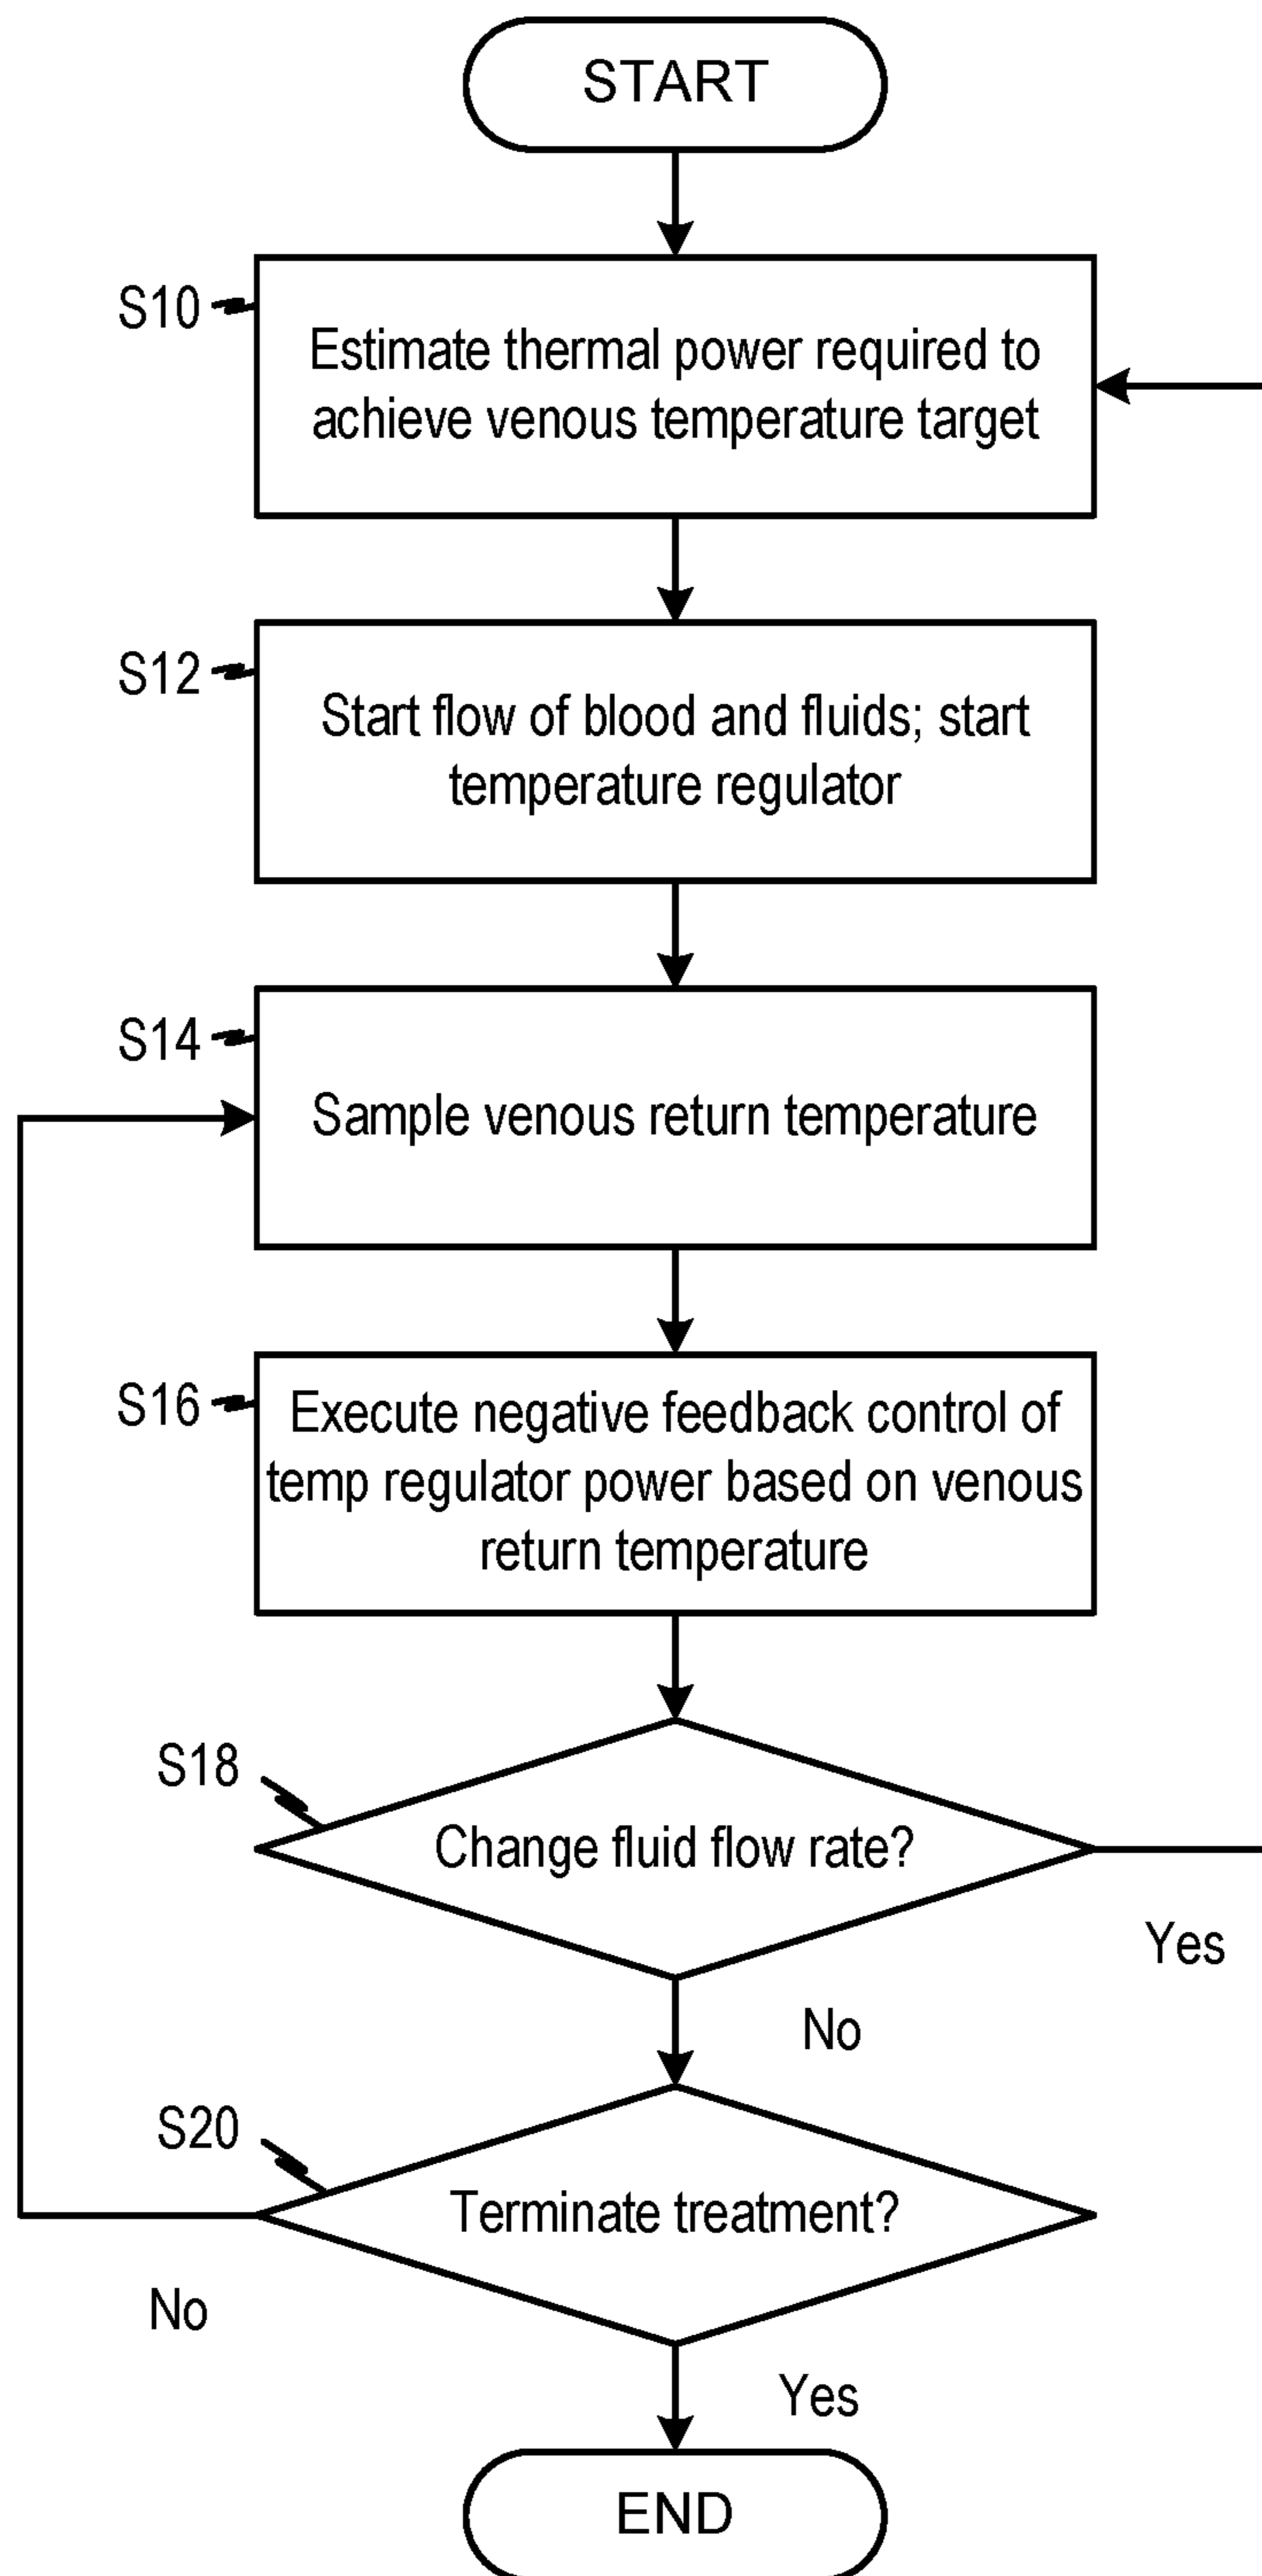 START
S10
Estimate thermal power required to
achieve venous temperature target
S12
Start flow of blood and fluids; start
temperature regulator
S14
Sample venous return temperature
S16
Execute negative feedback control of
temp regulator power based on venous
return temperature
S18
Change fluid flow rate?
Yes
No
S20
Terminate treatment?
No
Yes
END